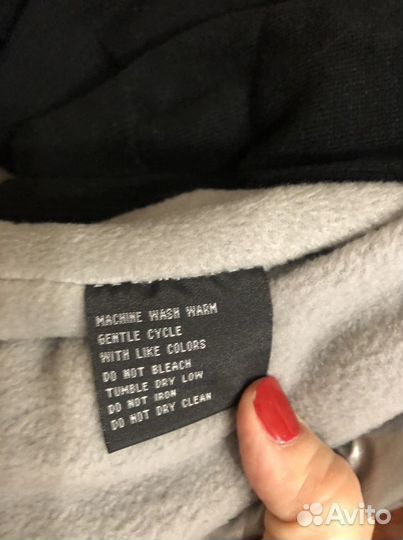 MACHINE WASH WARM
GENTLE CYCLE
WITH LIKE COLORS
DO NOT BLEACH
TUMBLE DRY LOW
DO NOT IRON
DO NOT DRY CLEAN
Avito